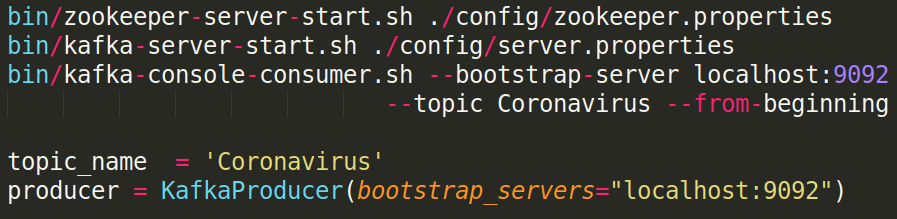 bin/zookeeper-server-start.sh ./config/zookeeper.properties
bin/kafka-server-start.sh ./config/server.properties
bin/kafka-console-consumer.sh --bootstrap-server localhost:9092
--topic Coronavirus --from-beginning
topic_name = 'Coronavirus'
producer = KafkaProducer(bootstrap_servers="localhost:9092")